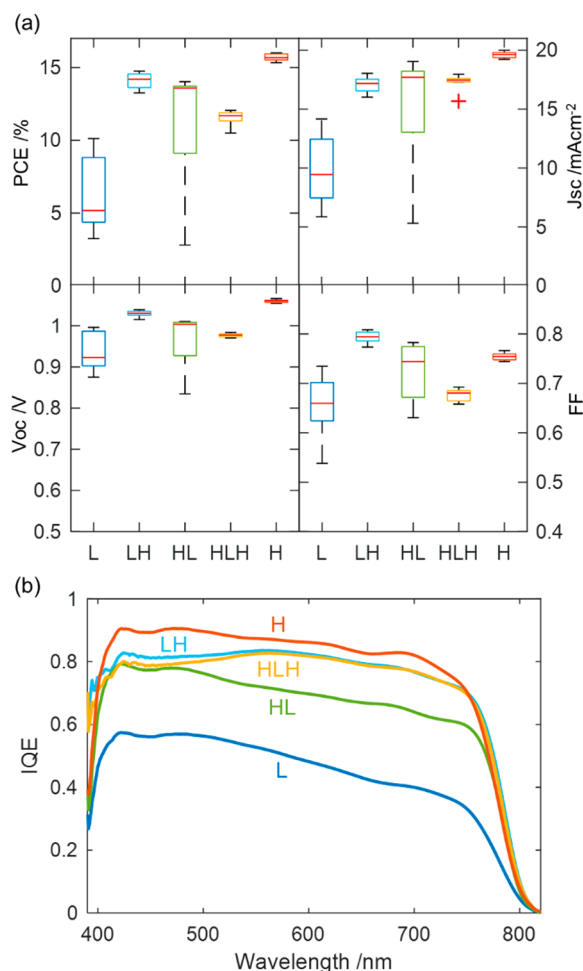 (a)
15
10
5
0
PCE /%
20
15
10
5
0
Jsc /mAcm-2
1
0.9
0.8
0.7
0.6
0.5
Voc /V
0.8
0.7
0.6
0.5
0.4
FF
L LH HL HLH H L LH HL HLH H
(b)
1
0.8
0.6
0.4
0.2
0
IQE
H
LH
HLH
HL
L
400 500 600 700 800
Wavelength /nm